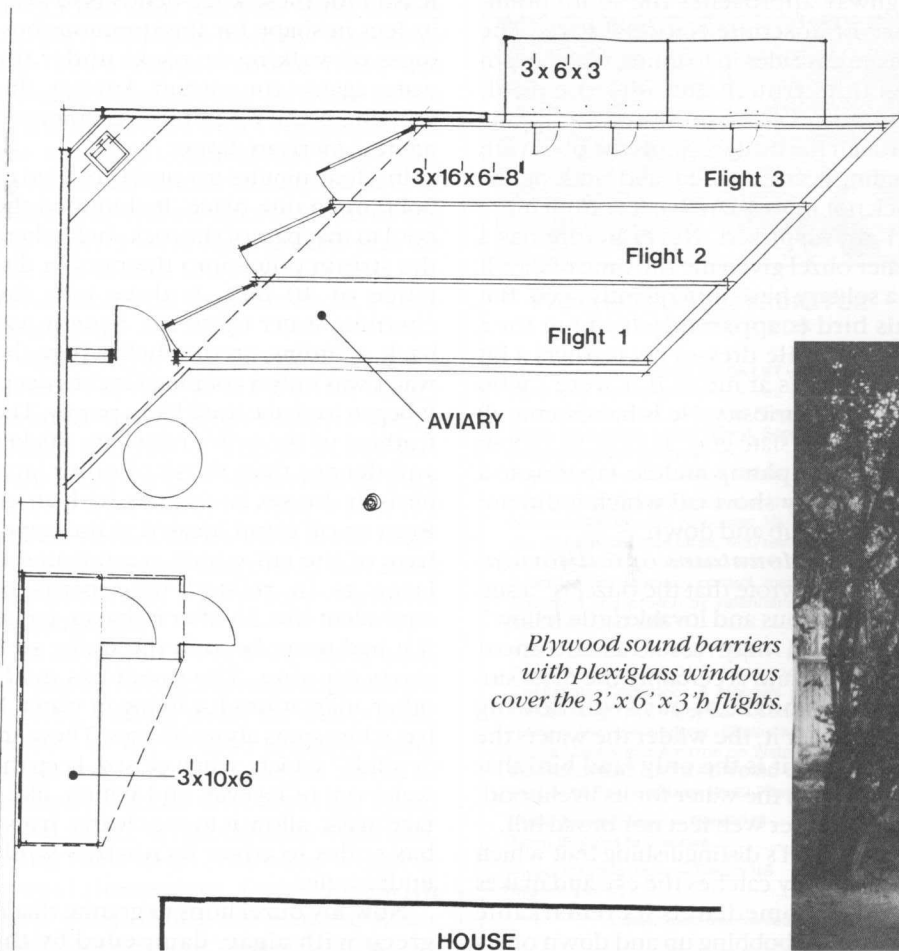 3'x 6'x 3'
3'x16'x6'-8"
Flight 3
Flight 2
Flight 1
AVIARY
Plywood sound barriers
with plexiglass windows
cover the 3' x 6' x 3'h flights.
3'x10'x6'
HOUSE